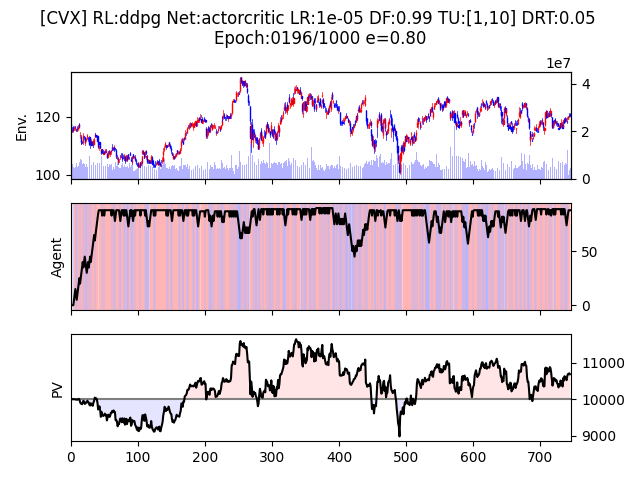 [CVX] RL:ddpg Net:actorcritic LR:1e-05 DF:0.99 TU:[1,10] DRT:0.05
Epoch:0196/1000 e=0.80
1e7
Env.
120
100
4
2
0
Agent
50
0
PV
11000
10000
9000
0 100 200 300 400 500 600 700